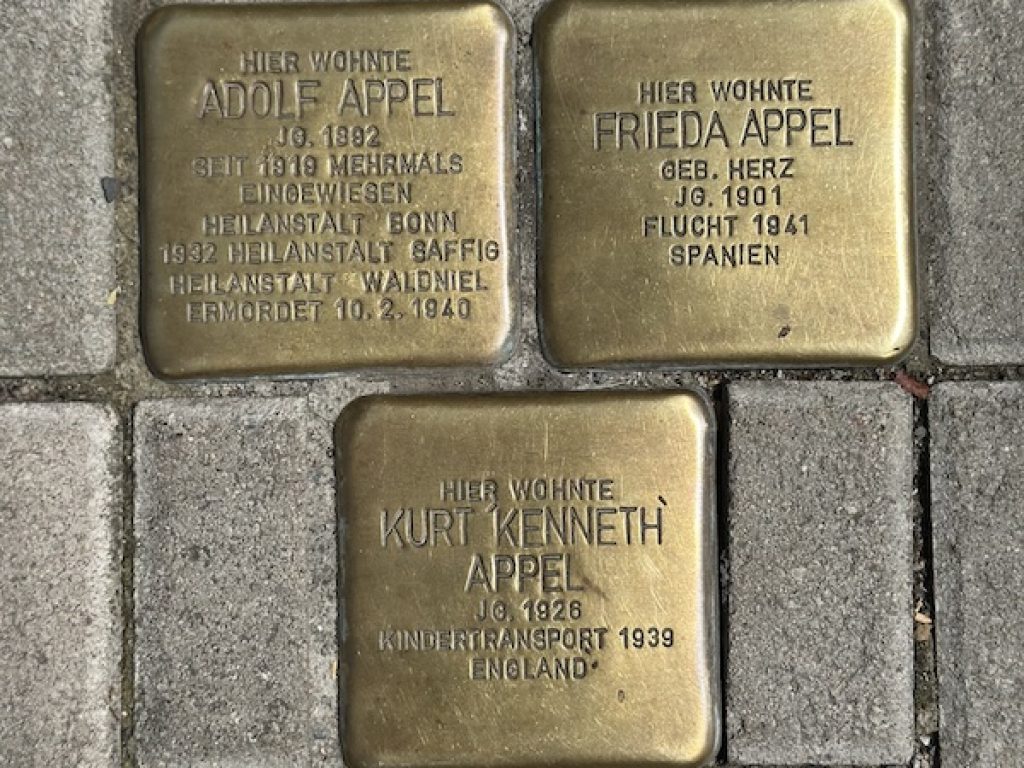 HIER WOHNTE
ADOLF APPEL
JG. 1892
SEIT 1919 MEHRMALS
EINGEWIESEN
HEILANSTALT BONN
1932 HEILANSTALT SAFFIG
HEILANSTALT WALDNIEL
ERMORDET 10.2.1940
HIER WOHNTE
FRIEDA APPEL
GEB. HERZ
JG. 1901
FLUCHT 1941
SPANIEN
HIER WOHNTE
KURT 'KENNETH'
APPEL
JG. 1926
KINDERTRANSPORT 1939
ENGLAND